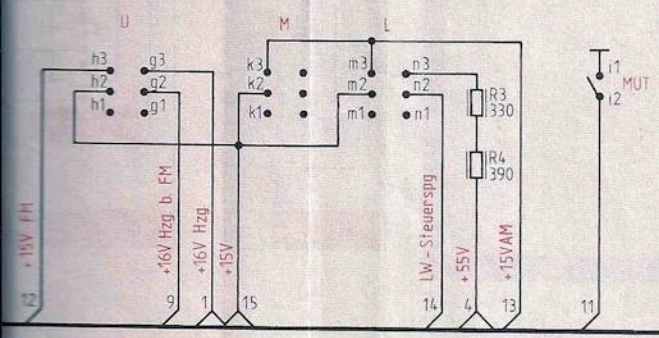 U M L
h3 g3 k3 m3 n3 i1
h2 g2 k2 m2 n2 i2 MUT
h1 g1 k1 m1 n1
R3
330
R4
390
+15V FM
+16V Hzg. b. FM
+16V Hzg
+15V
LW-Steuerspg
+55V
+15VAM
12 9 1 15 14 4 13 11